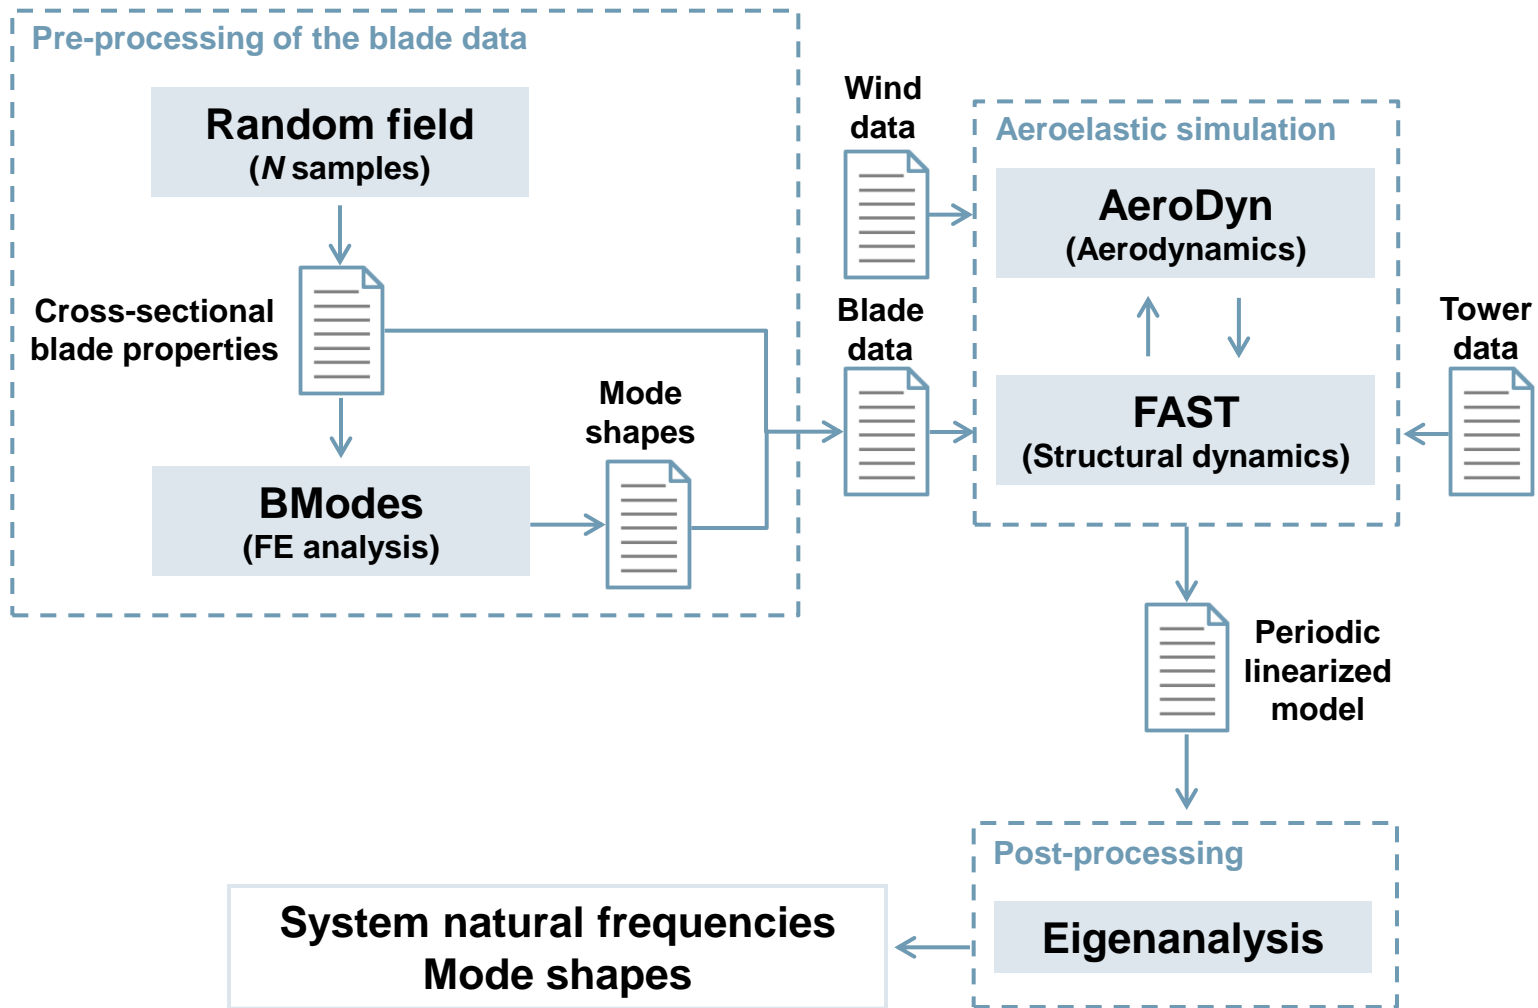 Pre-processing of the blade data
Random field
(N samples)
Cross-sectional
blade properties
Mode
shapes
BModes
(FE analysis)
Wind
data
Blade
data
Aeroelastic simulation
AeroDyn
(Aerodynamics)
FAST
(Structural dynamics)
Tower
data
Periodic
linearized
model
Post-processing
Eigenanalysis
System natural frequencies
Mode shapes